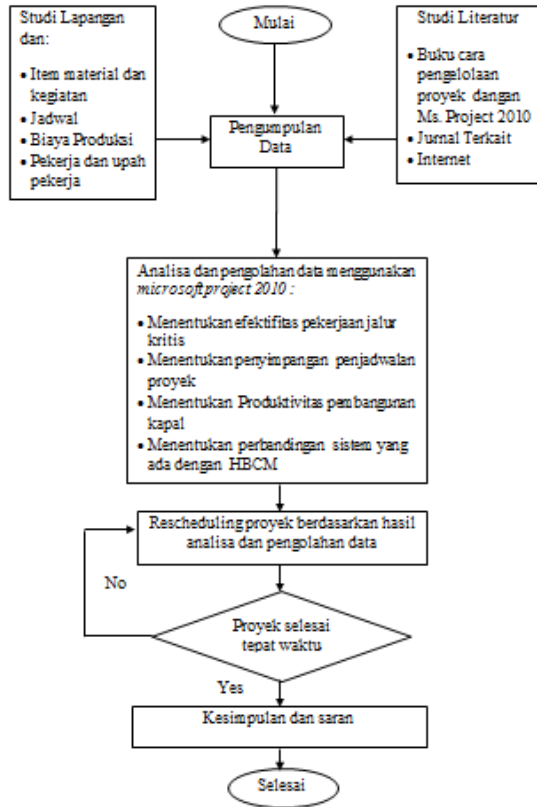 Studi Lapangan
dan:
• Item material dan
kegiatan
• Jadwal
• Biaya Produksi
• Pekerja dan upah
pekerja
Mulai
Studi Literatur
• Buku cara
pengelolaan
proyek dangan
Ms. Project 2010
• Jurnal Terkait
• Internet
Pengumpulan
Data
Analisa dan pengolahan data menggunakan
microsoft project 2010 :
• Menentukan efektifitas pekerjaan jalur
kritis
• Menentukan penyimpangan penjadwalan
proyek
• Menentukan Produktivitas pembangunan
kapal
• Menentukan perbandingan sistem yang
ada dengan HBCM
Rescheduling proyek berdasarkan hasil
analisa dan pengolahan data
No
Proyek selesai
tepat waktu
Yes
Kesimpulan dan saran
Selesai